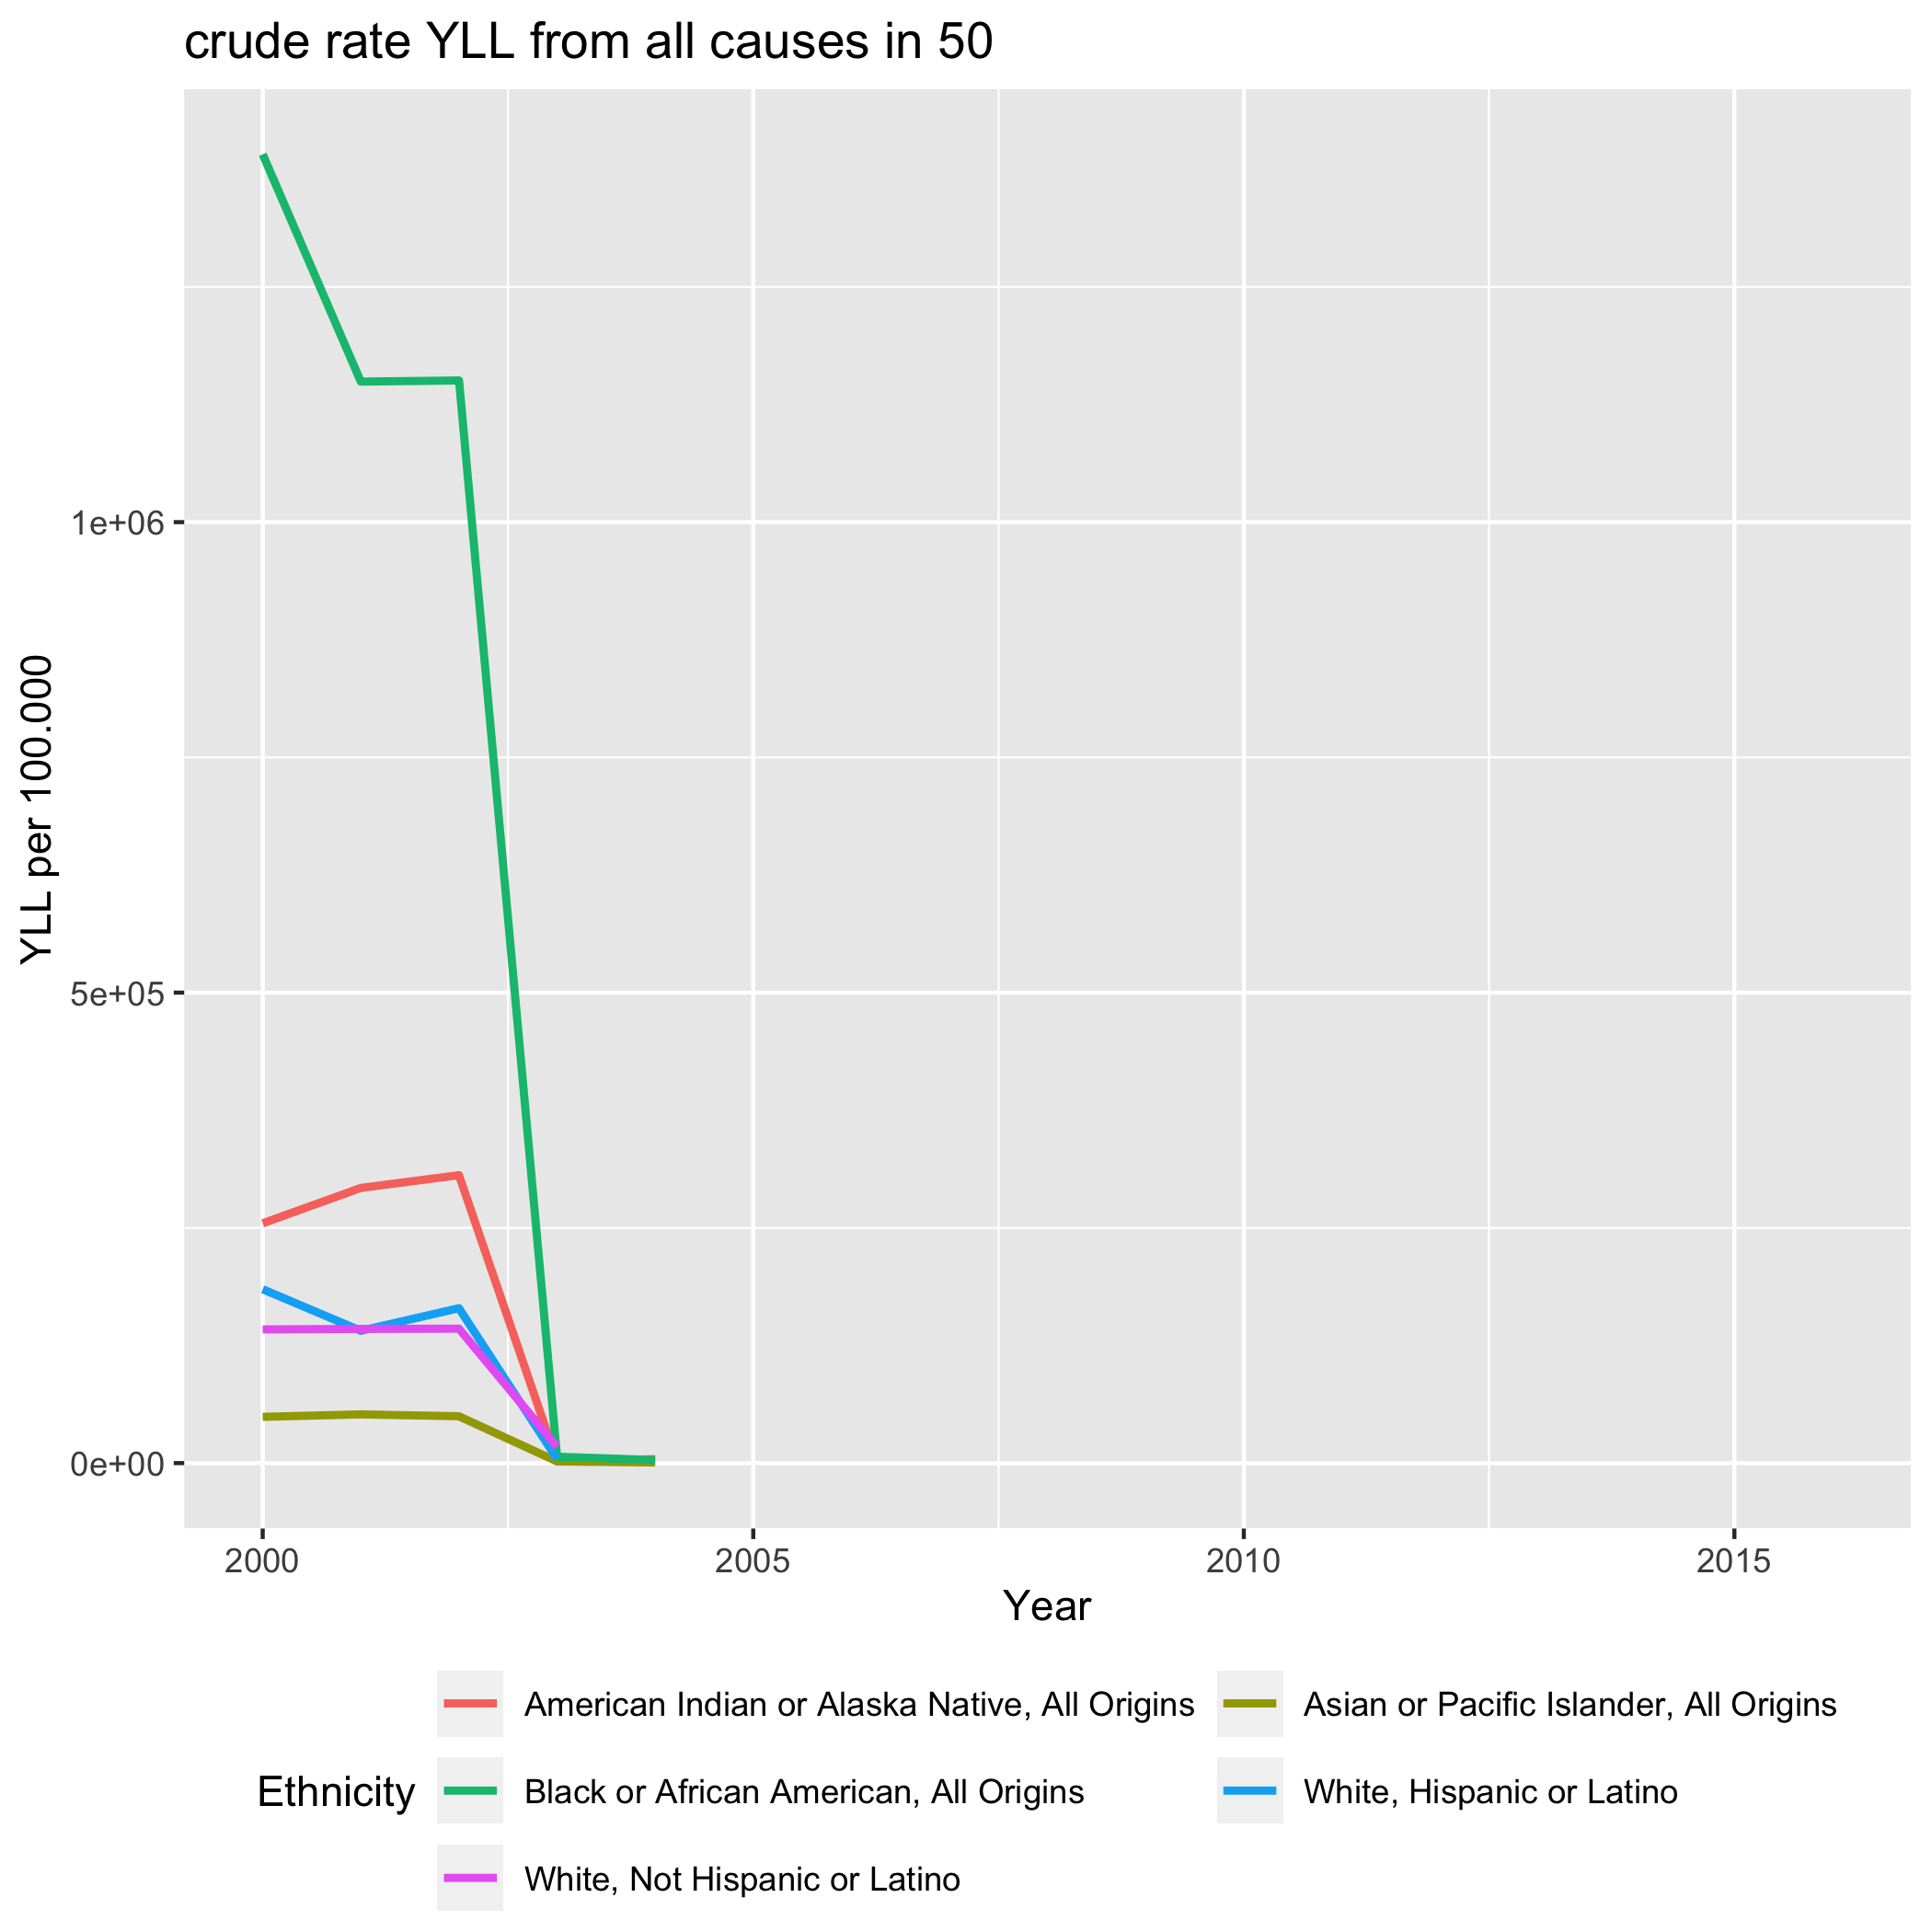 crude rate YLL from all causes in 50
YLL per 100.000
1e+06
5e+05
0e+00
2000 2005 2010 2015
Year
Ethnicity
American Indian or Alaska Native, All Origins
Asian or Pacific Islander, All Origins
Black or African American, All Origins
White, Hispanic or Latino
White, Not Hispanic or Latino